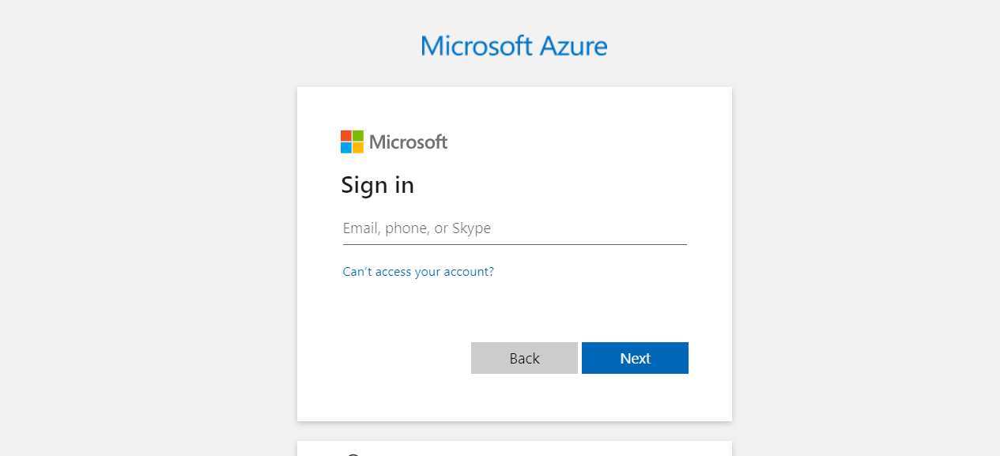 Microsoft Azure
Microsoft
Sign in
Email, phone, or Skype
Can't access your account?
Back Next